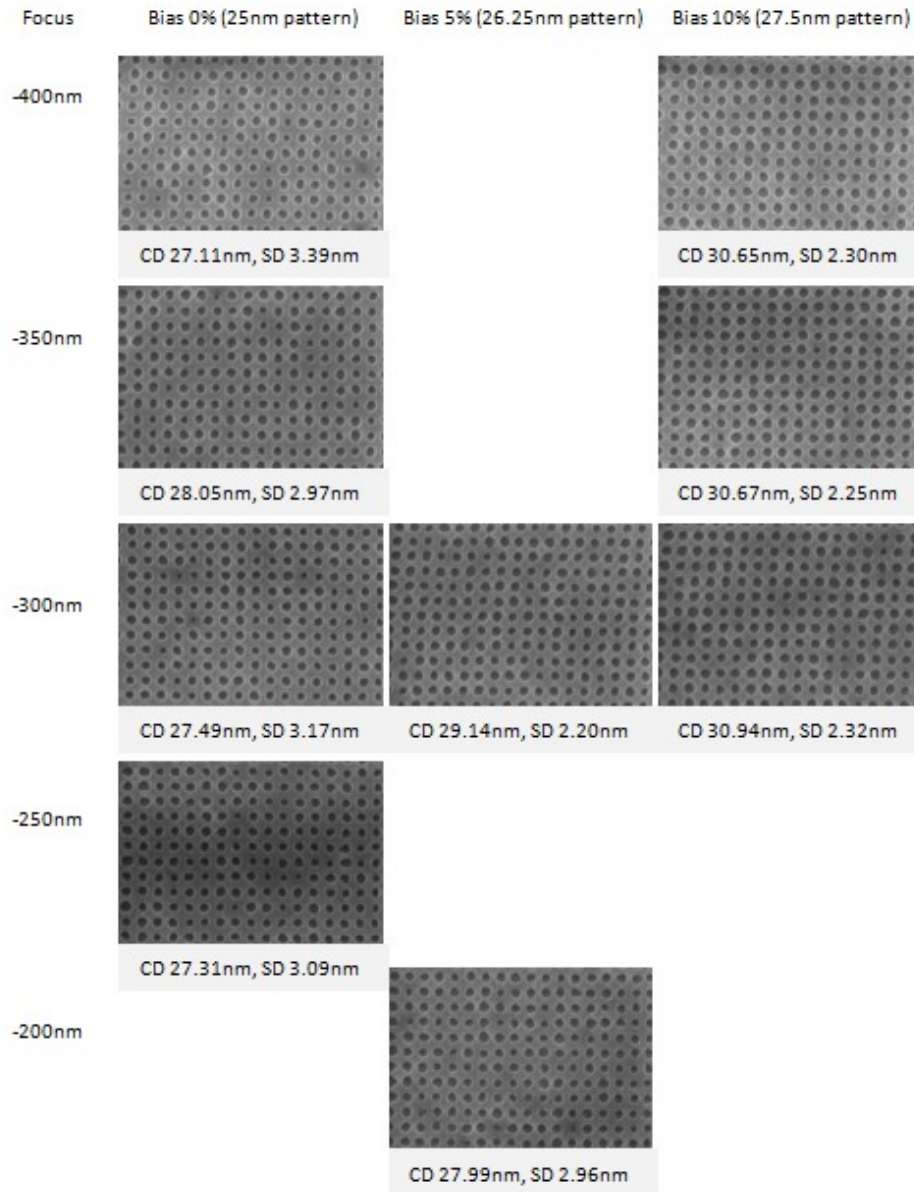 Focus Bias 0% (25nm pattern) Bias 5% (26.25nm pattern) Bias 10% (27.5nm pattern)
-400nm
CD 27.11nm, SD 3.39nm CD 30.65nm, SD 2.30nm
-350nm
CD 28.05nm, SD 2.97nm CD 30.67nm, SD 2.25nm
-300nm
CD 27.49nm, SD 3.17nm CD 29.14nm, SD 2.20nm CD 30.94nm, SD 2.32nm
-250nm
CD 27.31nm, SD 3.09nm
-200nm
CD 27.99nm, SD 2.96nm